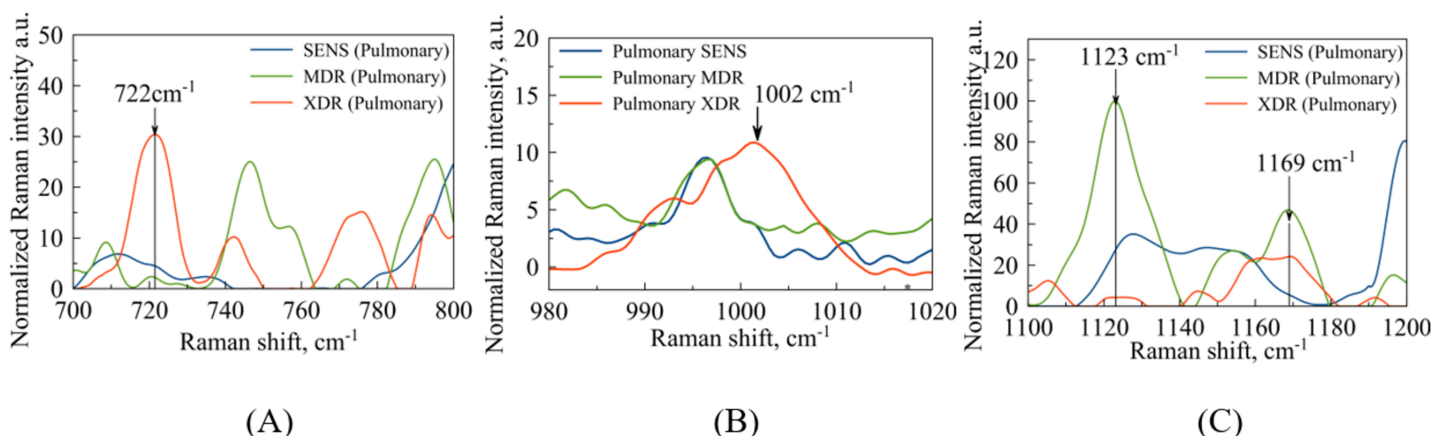 Normalized Raman intensity a.u.
50
40
30
20
10
0
SENS (Pulmonary)
MDR (Pulmonary)
XDR (Pulmonary)
722cm⁻¹
700 720 740 760 780 800
Raman shift, cm⁻¹
(A)
Normalized Raman intensity, a.u.
20
15
10
5
0
Pulmonary SENS
Pulmonary MDR
Pulmonary XDR
1002 cm⁻¹
*
980 990 1000 1010 1020
Raman shift, cm⁻¹
(B)
Normalized Raman intensity a.u.
120
100
80
60
40
20
0
1123 cm⁻¹
SENS (Pulmonary)
MDR (Pulmonary)
XDR (Pulmonary)
1169 cm⁻¹
1100 1120 1140 1160 1180 1200
Raman shift, cm⁻¹
(C)